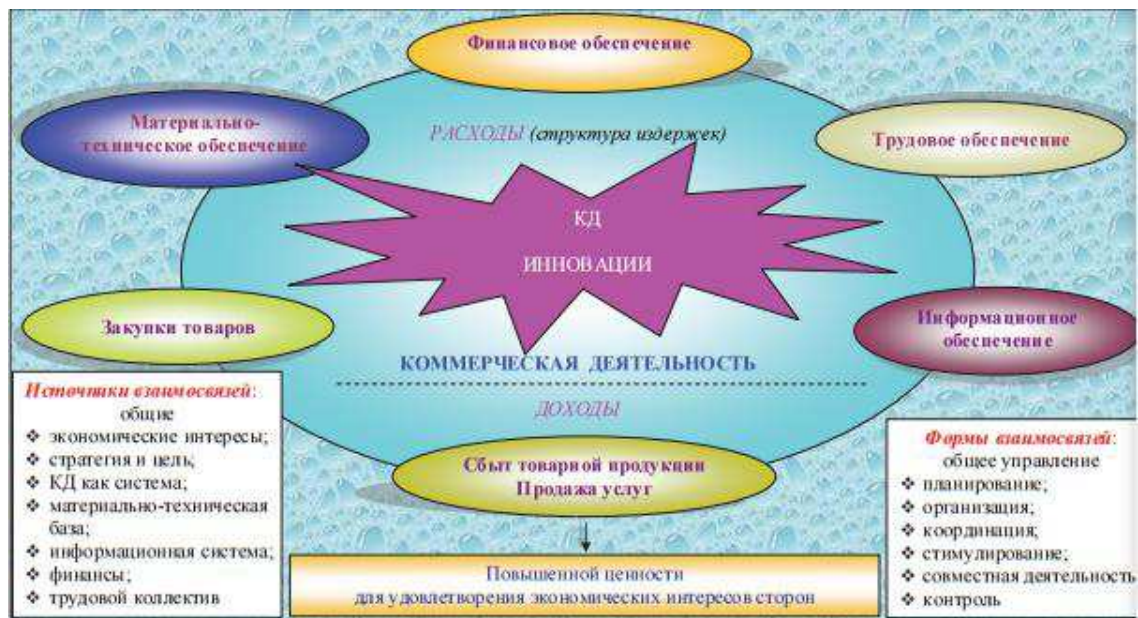 Финансовое обеспечение
Материально-
техническое обеспечение
РАСХОДЫ (структура издержек)
Трудовое обеспечение
КД
ИННОВАЦИИ
Закупки товаров
Информационное
обеспечение
КОММЕРЧЕСКАЯ ДЕЯТЕЛЬНОСТЬ
ДОХОДЫ
Сбыт товарной продукции
Продажа услуг
Источники взаимосвязей:
общие
❖ экономические интересы;
❖ стратегия и цель;
❖ КД как система;
❖ материально-техническая
база;
❖ информационная система;
❖ финансы;
❖ трудовой коллектив
Формы взаимосвязей:
общее управление
❖ планирование;
❖ организация;
❖ координация;
❖ стимулирование;
❖ совместная деятельность
❖ контроль
Повышенной ценности
для удовлетворения экономических интересов сторон